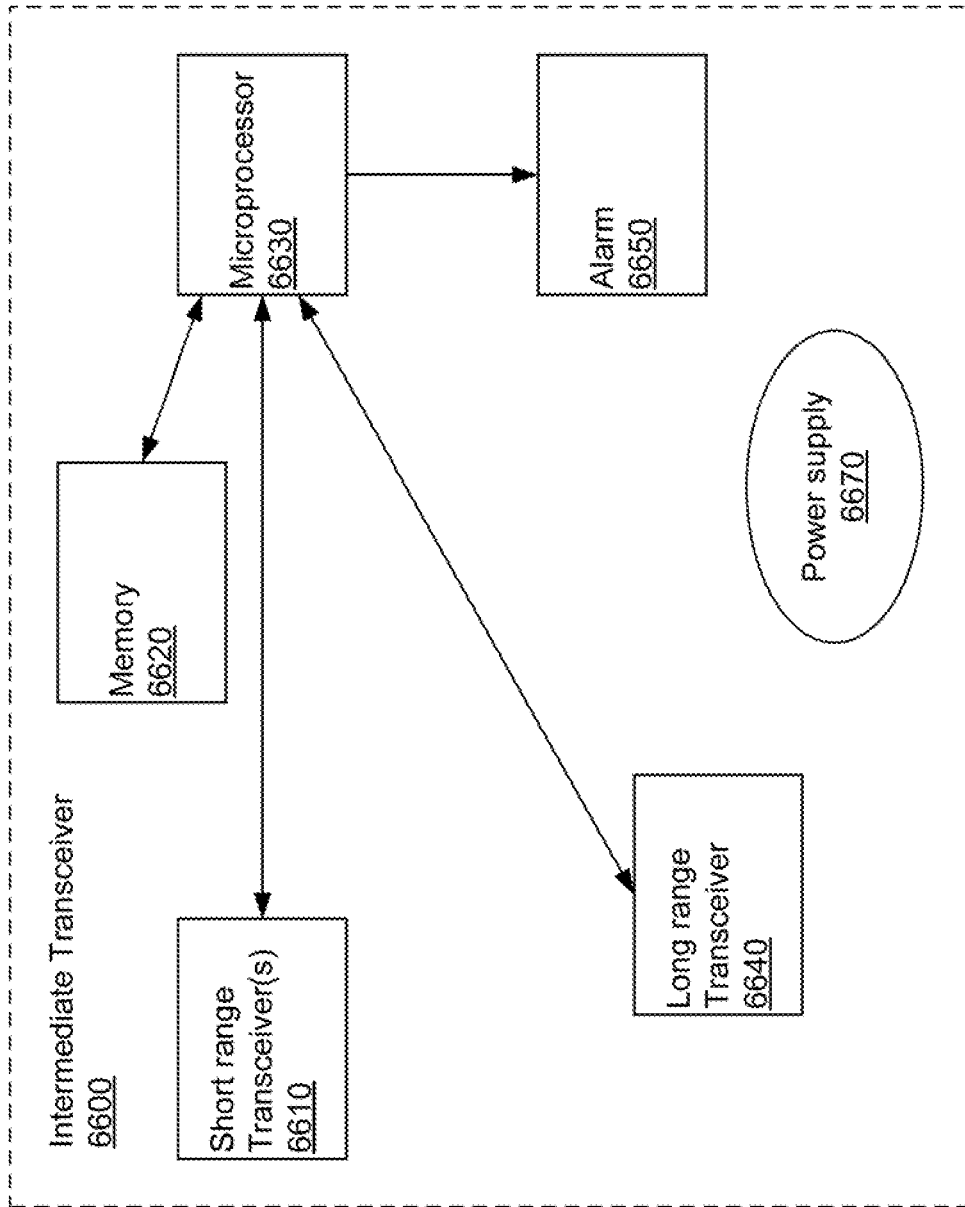 Intermediate Transceiver
6600
Memory
6620
Short range
Transceiver(s)
6610
Microprocessor
6630
Long range
Transceiver
6640
Alarm
6650
Power supply
6670